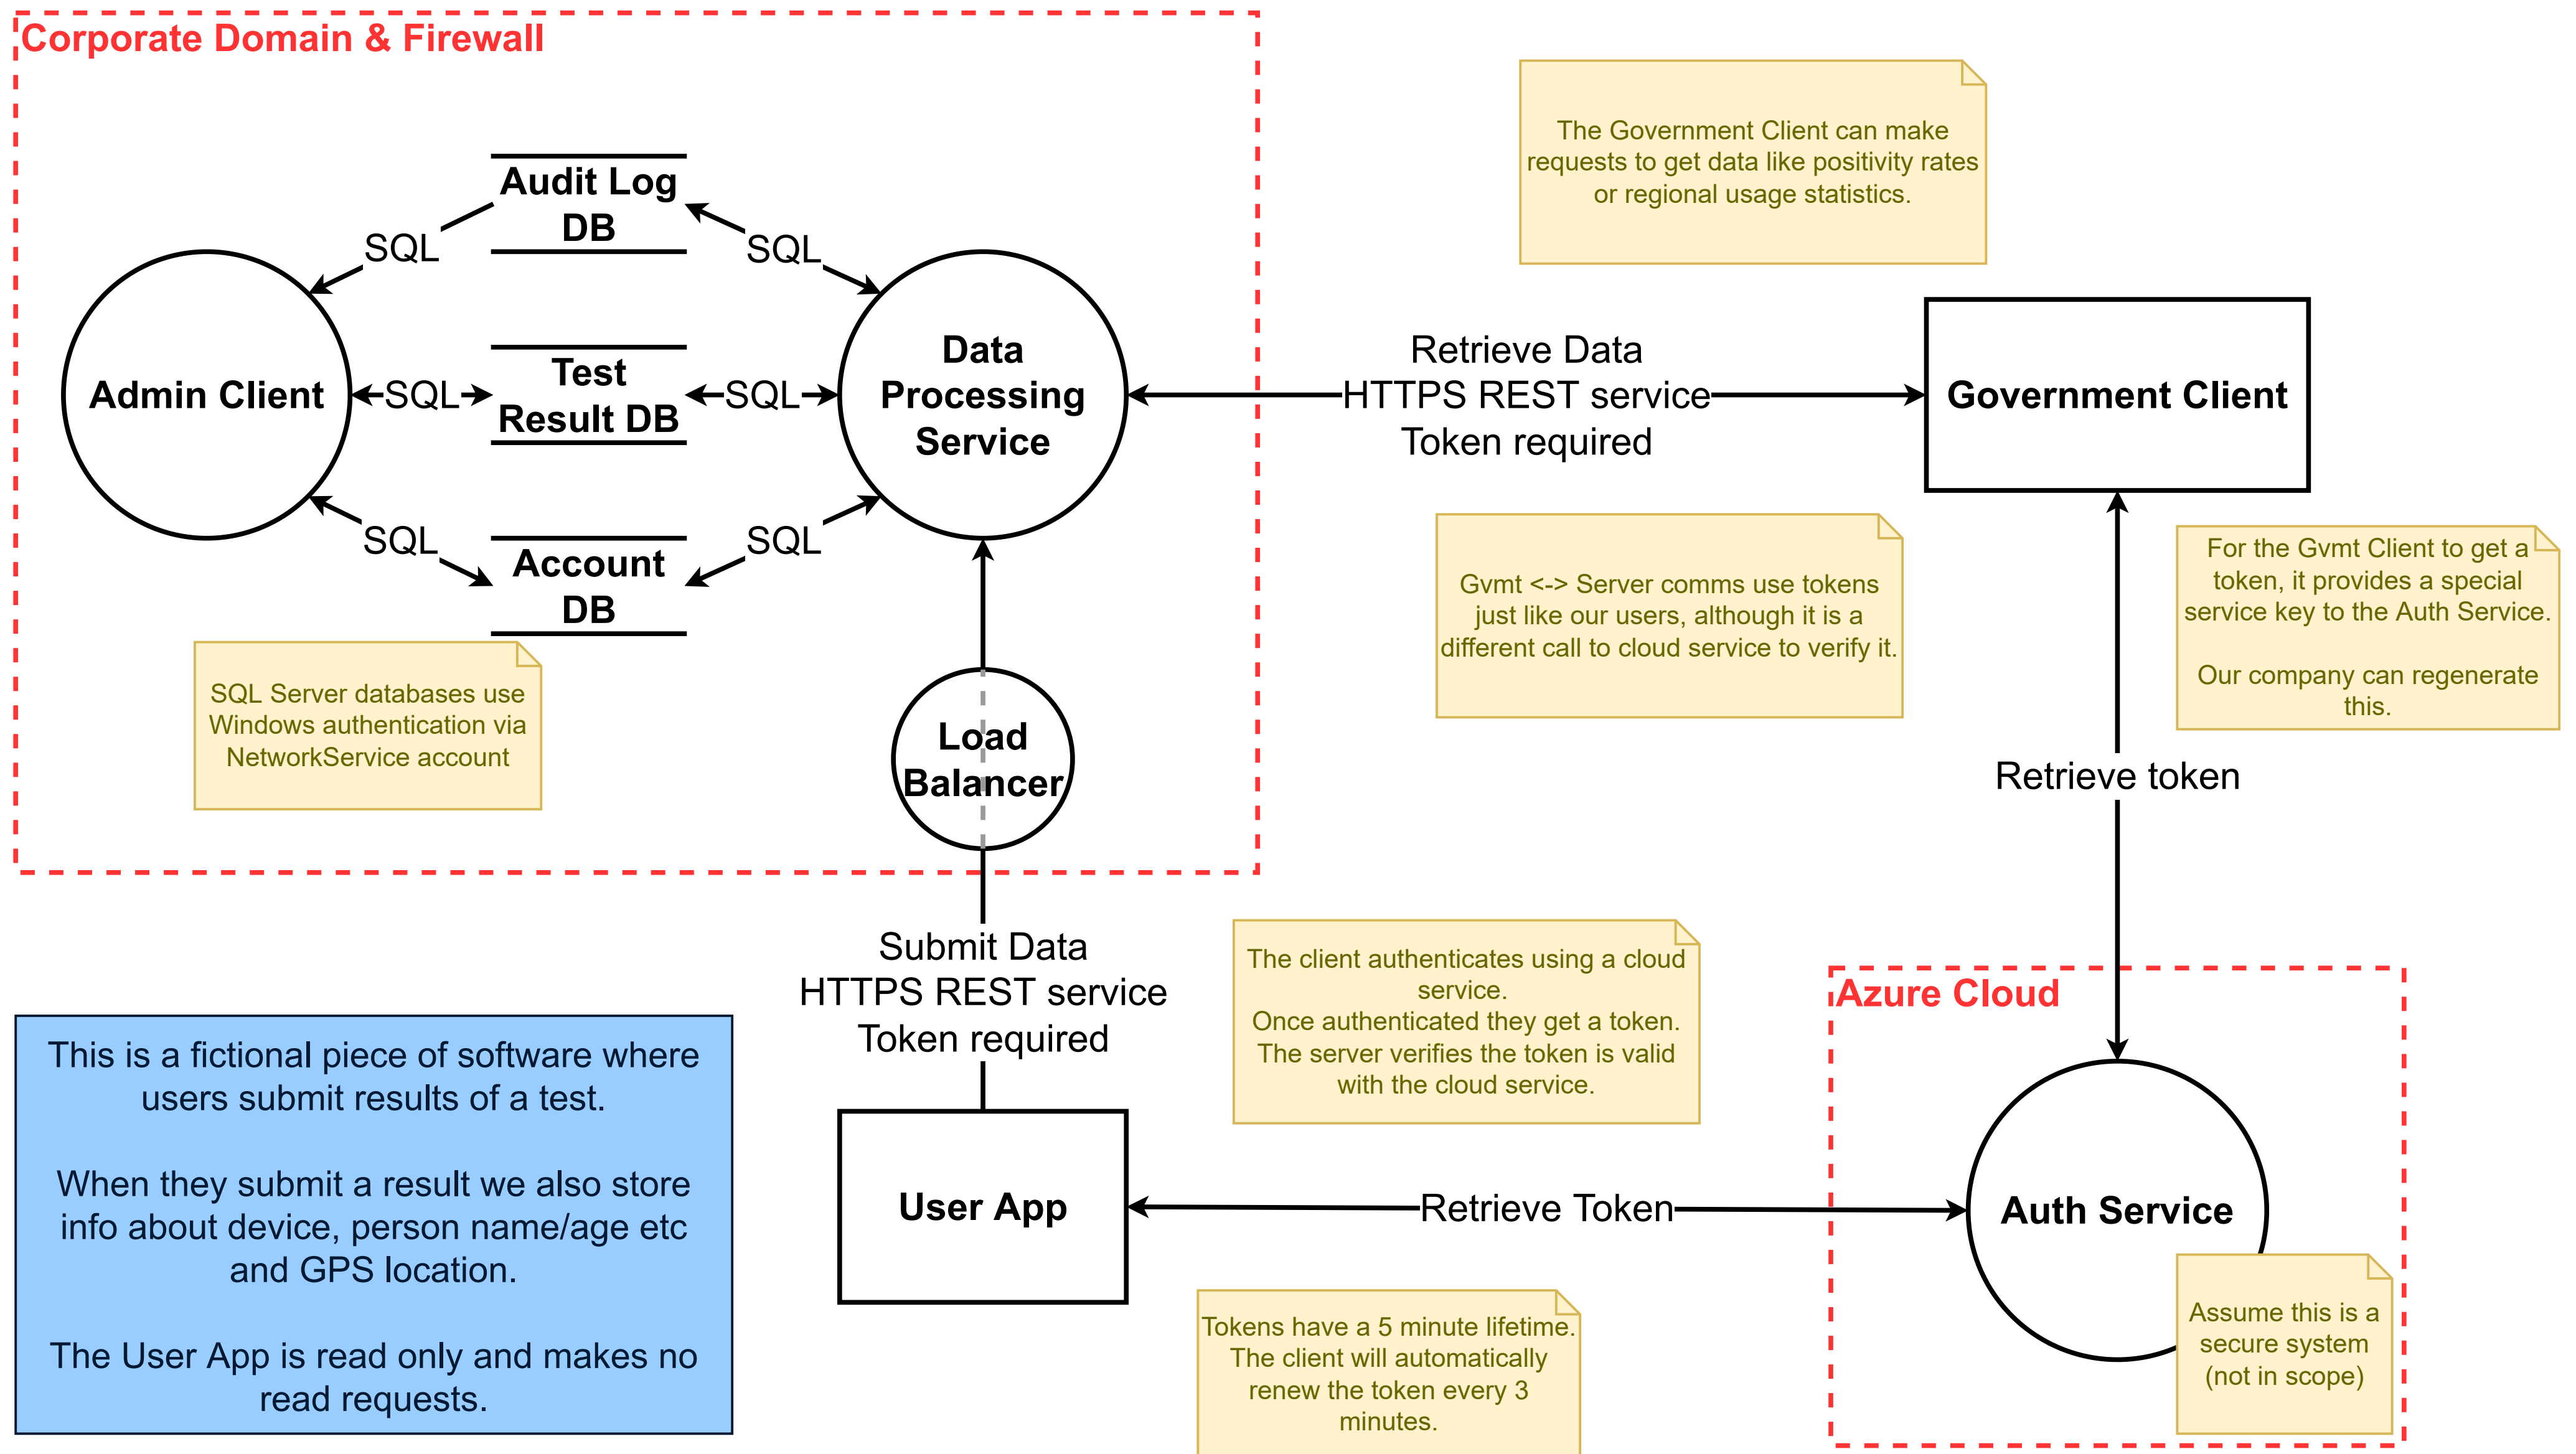 Corporate Domain & Firewall
Audit Log
DB
SQL
SQL
Admin Client
SQL
Test
Result DB
SQL
Data
Processing
Service
SQL
Account
DB
SQL
SQL Server databases use
Windows authentication via
NetworkService account
Load
Balancer
The Government Client can make
requests to get data like positivity rates
or regional usage statistics.
Retrieve Data
HTTPS REST service
Token required
Government Client
Gvmt <-> Server comms use tokens
just like our users, although it is a
different call to cloud service to verify it.
For the Gvmt Client to get a
token, it provides a special
service key to the Auth Service.
Our company can regenerate
this.
Retrieve token
Submit Data
HTTPS REST service
Token required
The client authenticates using a cloud
service.
Once authenticated they get a token.
The server verifies the token is valid
with the cloud service.
Azure Cloud
This is a fictional piece of software where
users submit results of a test.
When they submit a result we also store
info about device, person name/age etc
and GPS location.
The User App is read only and makes no
read requests.
User App
Retrieve Token
Auth Service
Tokens have a 5 minute lifetime.
The client will automatically
renew the token every 3
minutes.
Assume this is a
secure system
(not in scope)